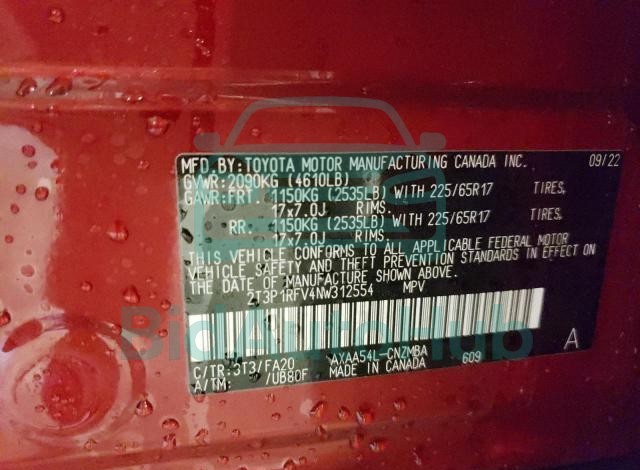 MFD. BY: TOYOTA MOTOR MANUFACTURING CANADA INC. 09/22
GVWR: 2090KG (4610LB)
GAWR: FRT. 1150KG (2535LB) WITH 225/65R17 TIRES,
17x7.0J RIMS.
RR. 1150KG (2535LB) WITH 225/65R17 TIRES,
17x7.0J RIMS.
THIS VEHICLE CONFORMS TO ALL APPLICABLE FEDERAL MOTOR
VEHICLE SAFETY AND THEFT PREVENTION STANDARDS IN EFFECT ON
THE DATE OF MANUFACTURE SHOWN ABOVE.
2T3P1RFV4NW312554 MPV
BidAutoHub
C/TR: 3T3/FA20 AXAA54L-CNZMBA 609 A
A/TM: /UB80F MADE IN CANADA